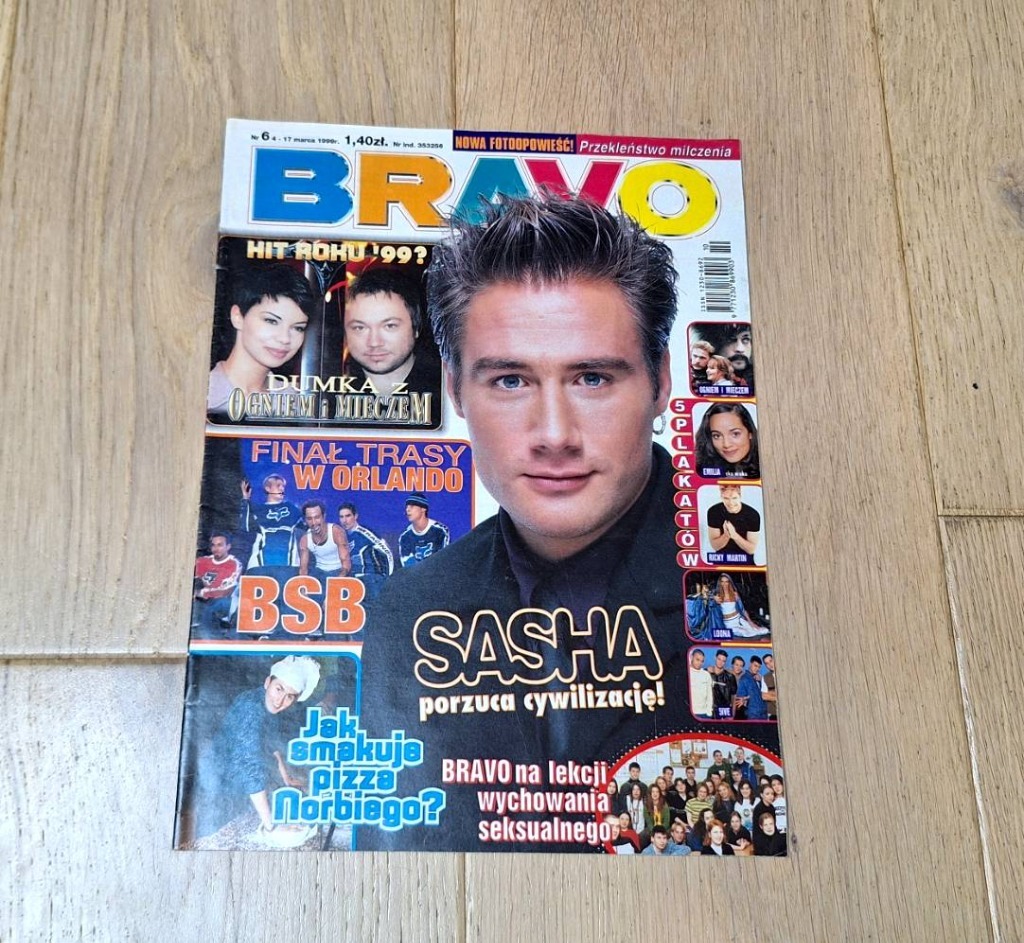 Nr 6 4 - 17 marca 1999r. 1,40zł. Nr ind. 353256
NOWA FOTOOPOWIEŚĆ! Przekleństwo milczenia
BRAVO
HIT ROKU '99?
DUMKA Z
OGNIEM i MIECZEM
FINAŁ TRASY
W ORLANDO
BSB
Jak
smakuje
pizza
Norbiego?
SASHA
porzuca cywilizację!
BRAVO na lekcji
wychowania
seksualnego
5 PLAKATÓW
OGNIEM I MIECZEM
EMILIA
RICKY MARTIN
LOONA
5IVE